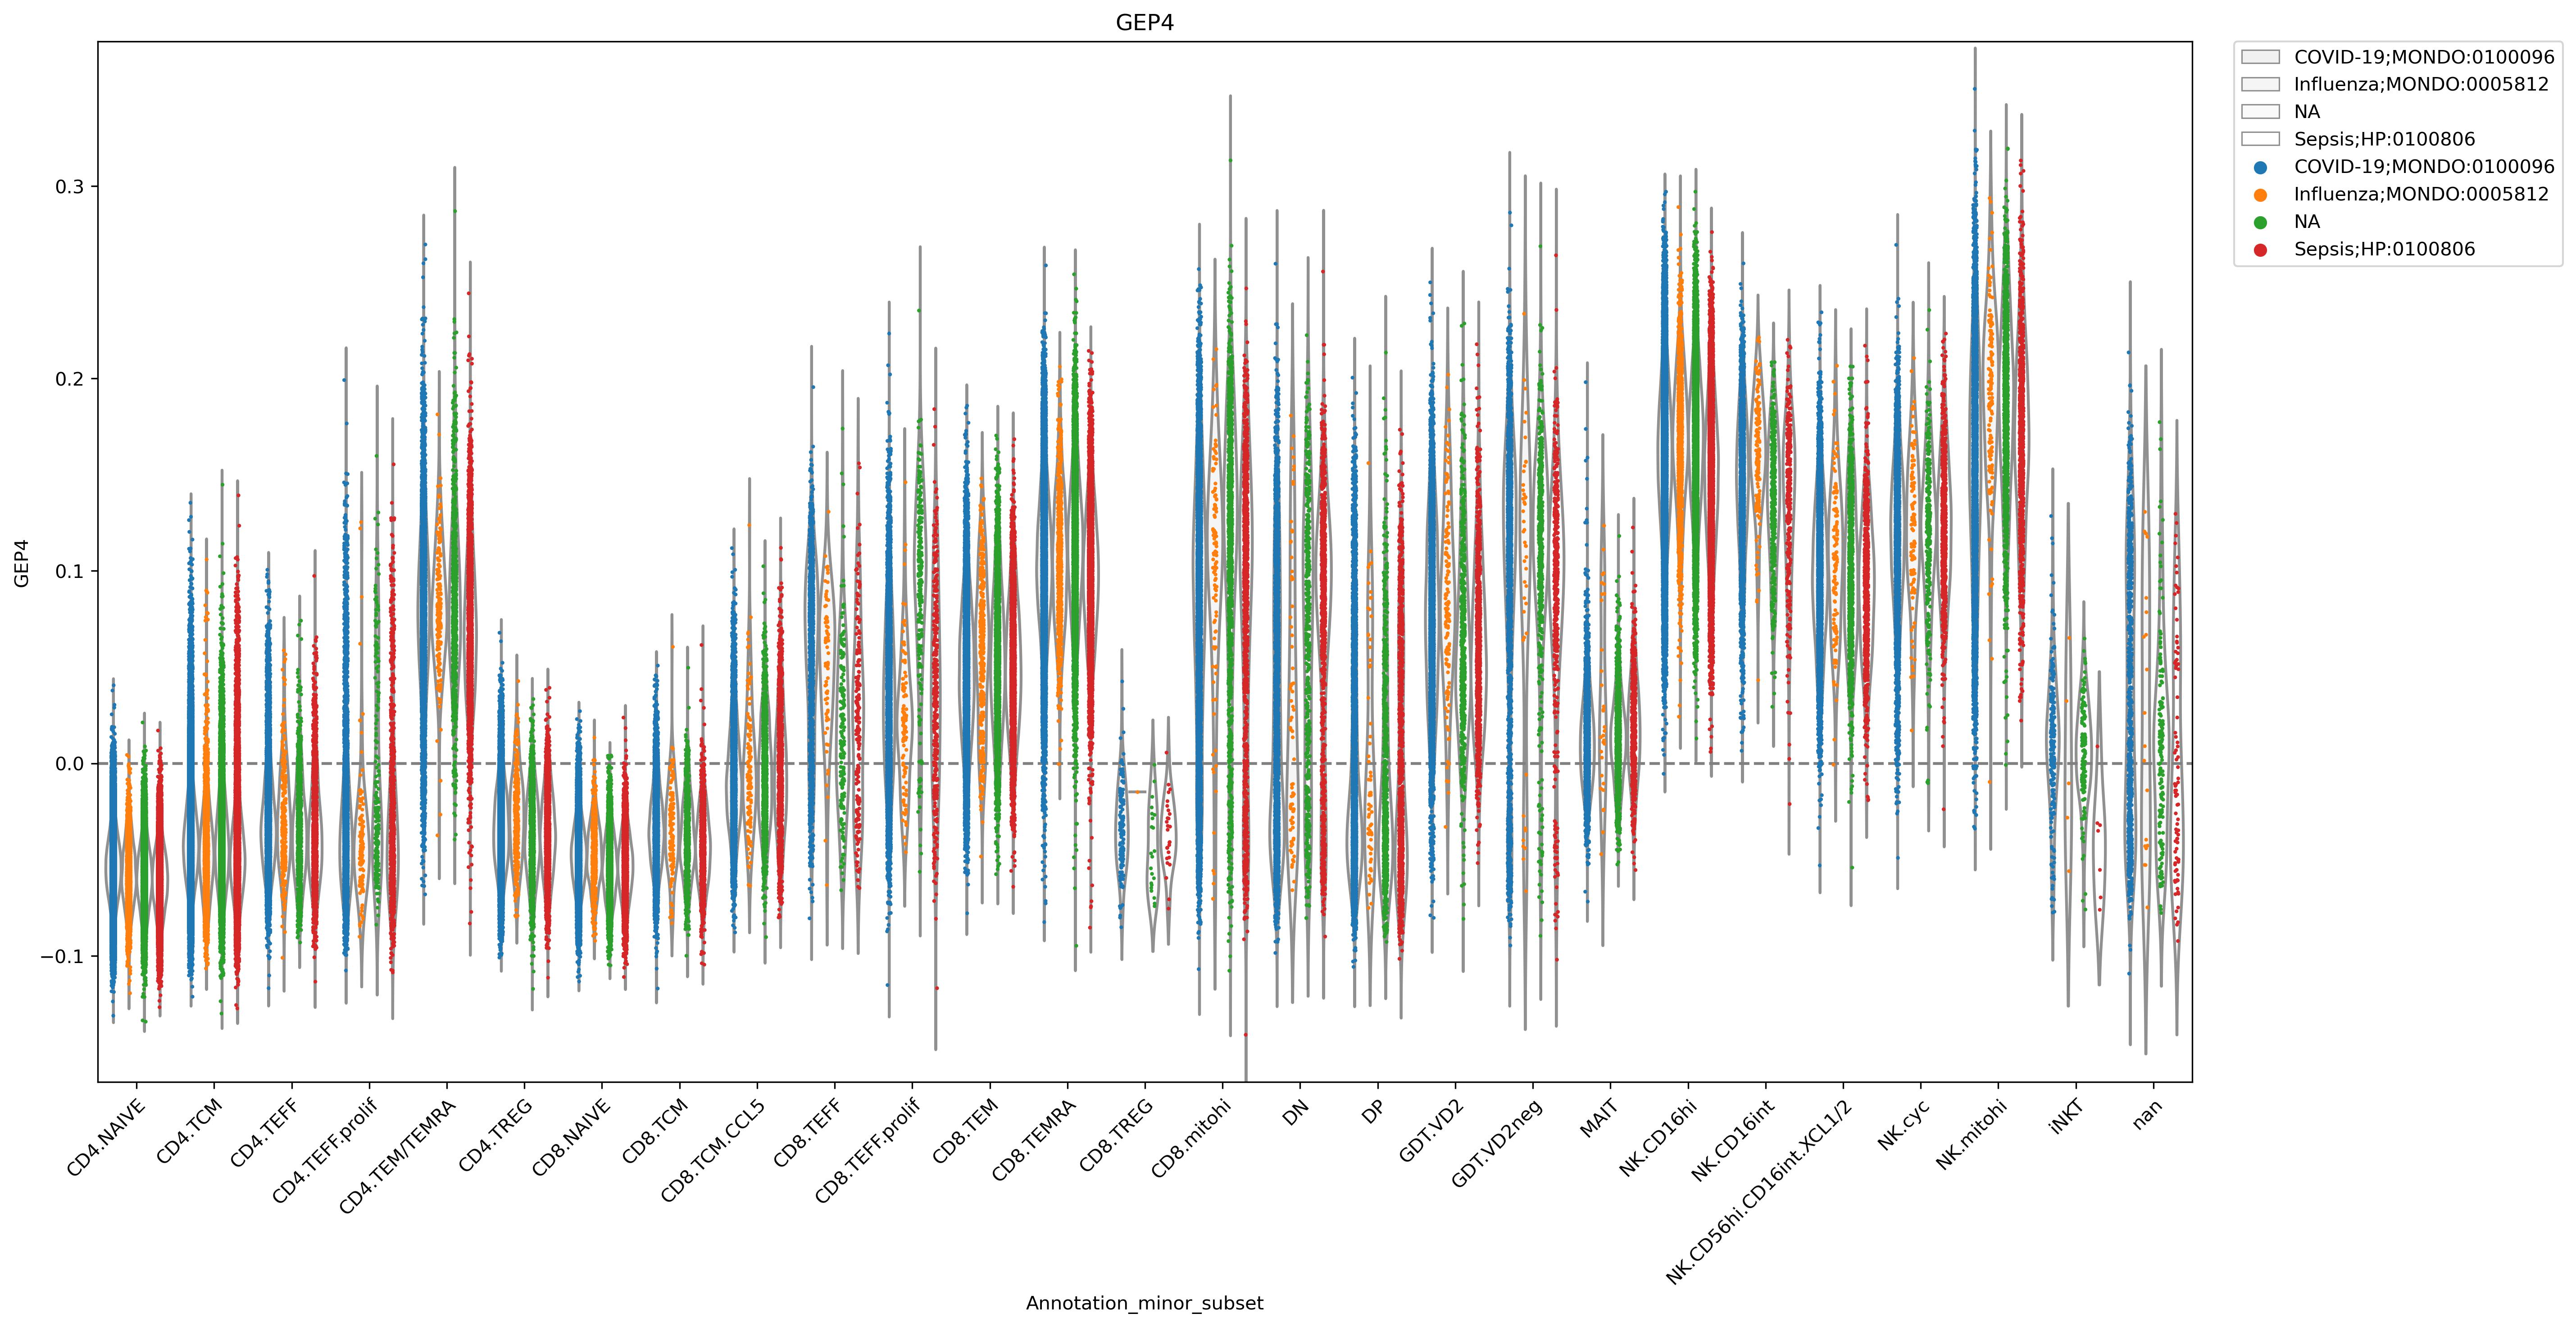 GEP4
COVID-19;MONDO:0100096
Influenza;MONDO:0005812
NA
Sepsis;HP:0100806
COVID-19;MONDO:0100096
Influenza;MONDO:0005812
NA
Sepsis;HP:0100806
0.3
0.2
0.1
0.0
−0.1
GEP4
CD4.NAIVE
CD4.TCM
CD4.TEFF
CD4.TEFF.prolif
CD4.TEM/TEMRA
CD4.TREG
CD8.NAIVE
CD8.TCM
CD8.TCM.CCL5
CD8.TEFF
CD8.TEFF.prolif
CD8.TEM
CD8.TEMRA
CD8.TREG
CD8.mitohi
DN
DP
GDT.VD2
GDT.VD2neg
MAIT
NK.CD16hi
NK.CD16int
NK.CD56hi.CD16int.XCL1/2
NK.cyc
NK.mitohi
iNKT
nan
Annotation_minor_subset